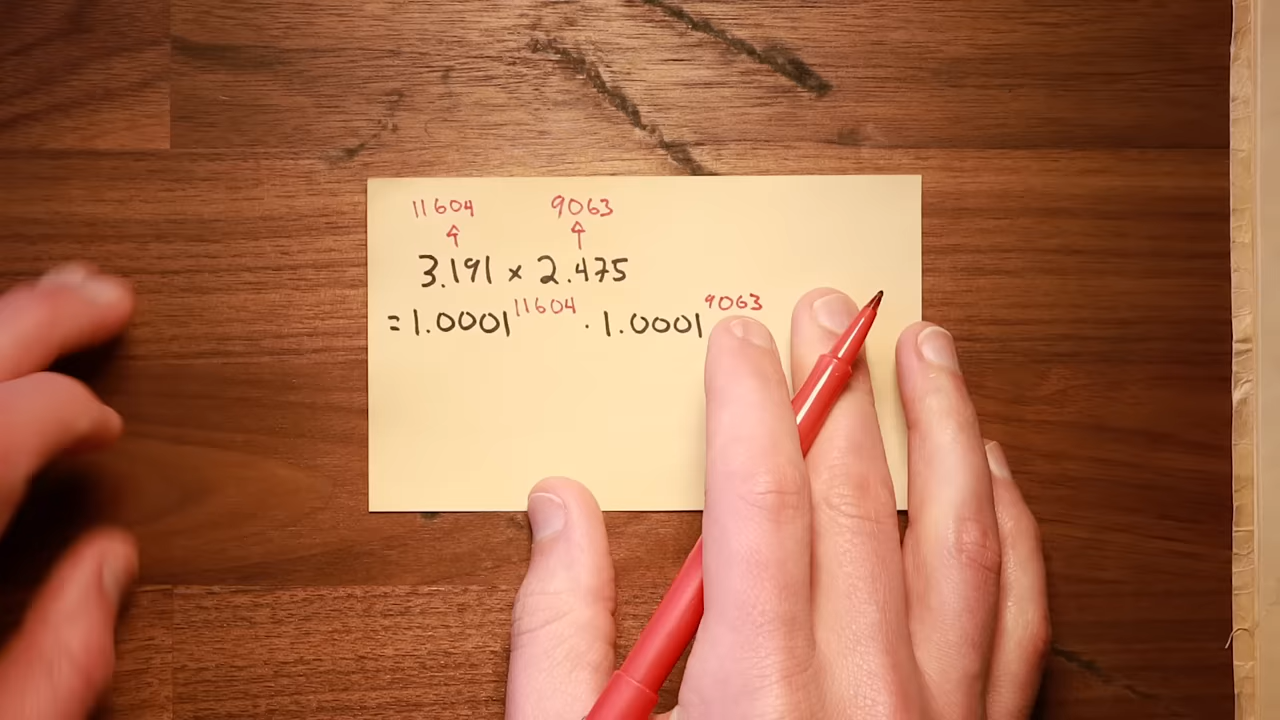 11604 9063
↑ ↑
3.191 × 2.475
= 1.0001^11604 · 1.0001^9063